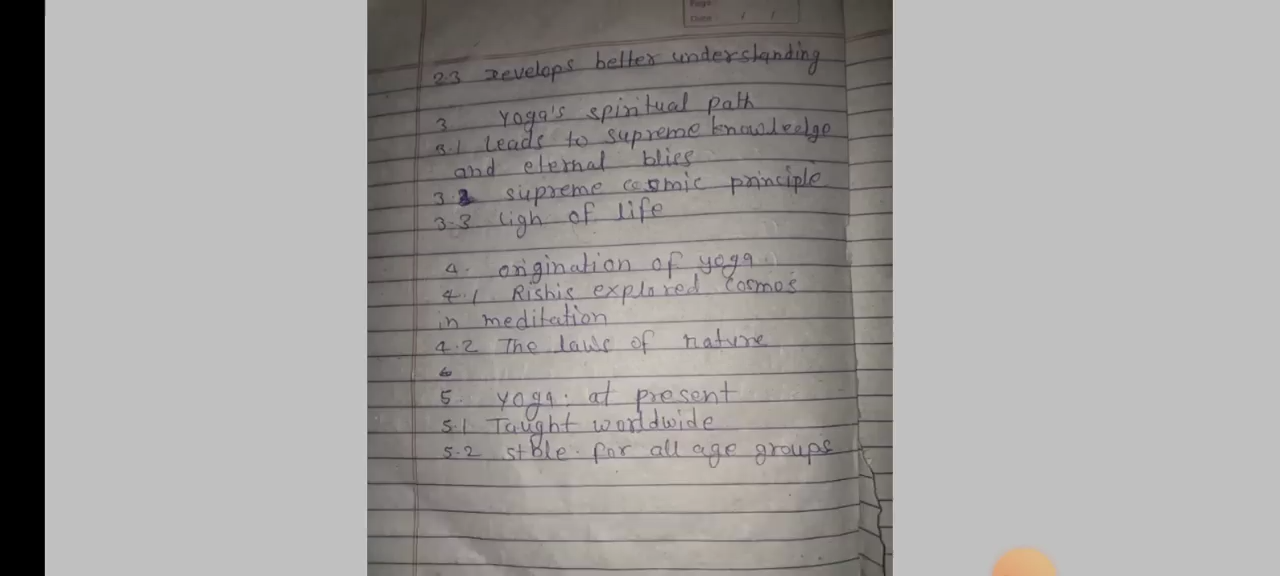 Page
Date / /
23 Develops better understanding
3 Yoga's spiritual path
3.1 Leads to supreme knowledge
and eternal bliss
3.2 supreme cosmic principle
3.3 Ligh of life
4. origination of yoga.
4.1 Rishis explored cosmos
in meditation
4.2 The laws of nature
5. yoga: at present
5.1 Taught worldwide
5.2 stble. for all age groups